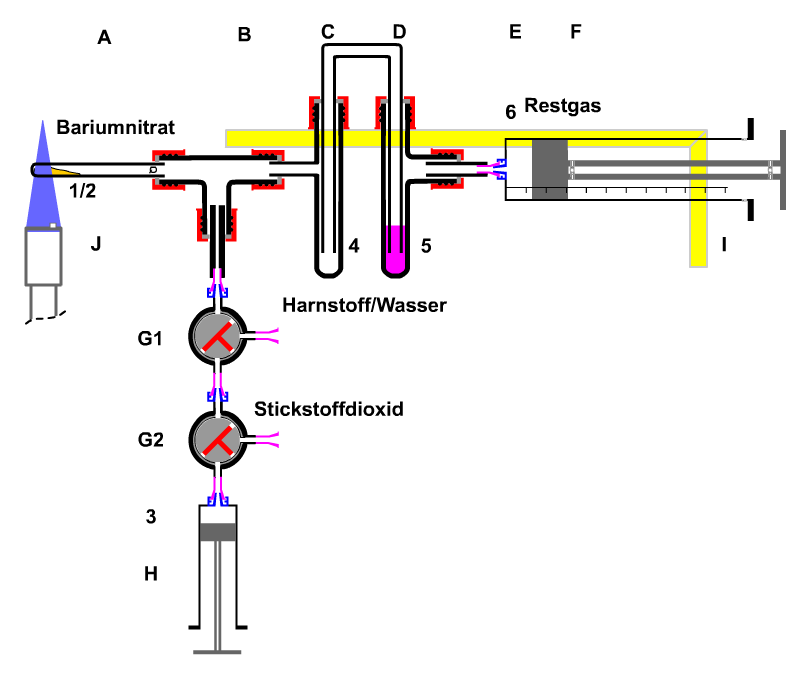 A
B
C
D
E
F
6 Restgas
Bariumnitrat
1/2
J
4
5
I
Harnstoff/Wasser
G1
Stickstoffdioxid
G2
3
H